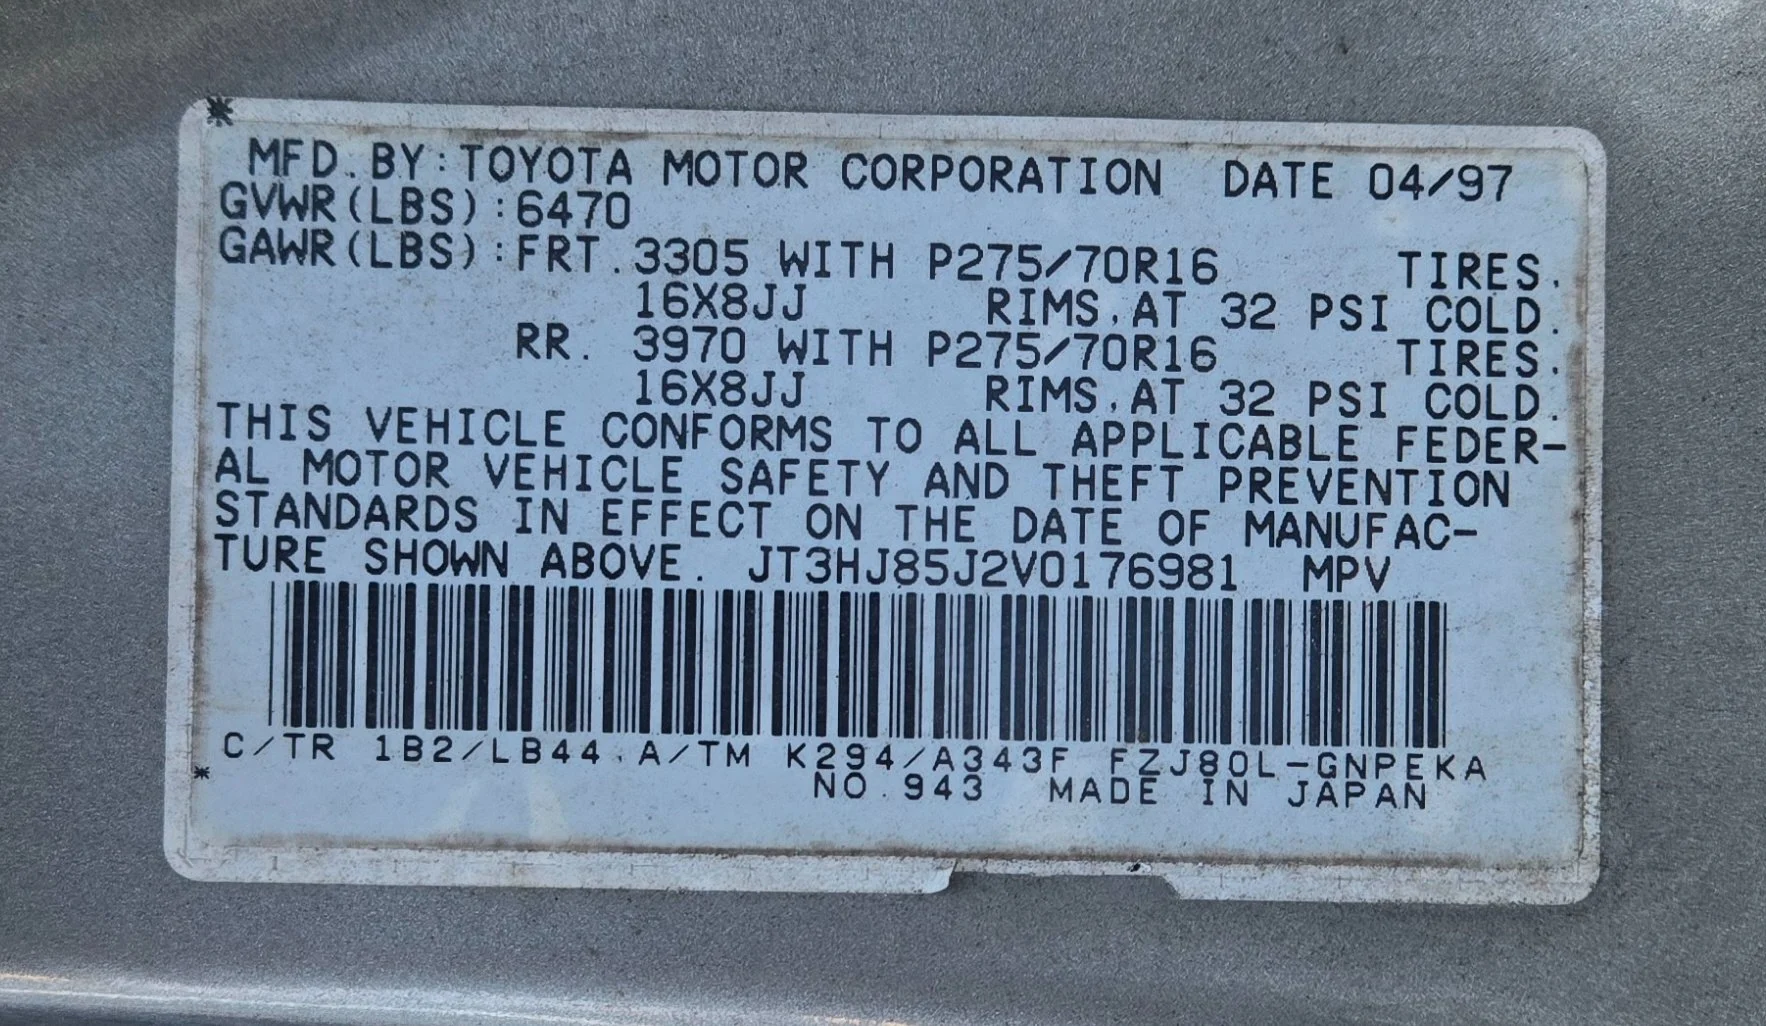 MFD.BY:TOYOTA MOTOR CORPORATION DATE 04/97
GVWR(LBS):6470
GAWR(LBS):FRT.3305 WITH P275/70R16 TIRES.
16X8JJ RIMS,AT 32 PSI COLD.
RR. 3970 WITH P275/70R16 TIRES.
16X8JJ RIMS,AT 32 PSI COLD.
THIS VEHICLE CONFORMS TO ALL APPLICABLE FEDER-
AL MOTOR VEHICLE SAFETY AND THEFT PREVENTION
STANDARDS IN EFFECT ON THE DATE OF MANUFAC-
TURE SHOWN ABOVE. JT3HJ85J2V0176981 MPV
C/TR 1B2/LB44,A/TM K294/A343F FZJ80L-GNPEKA
NO.943 MADE IN JAPAN